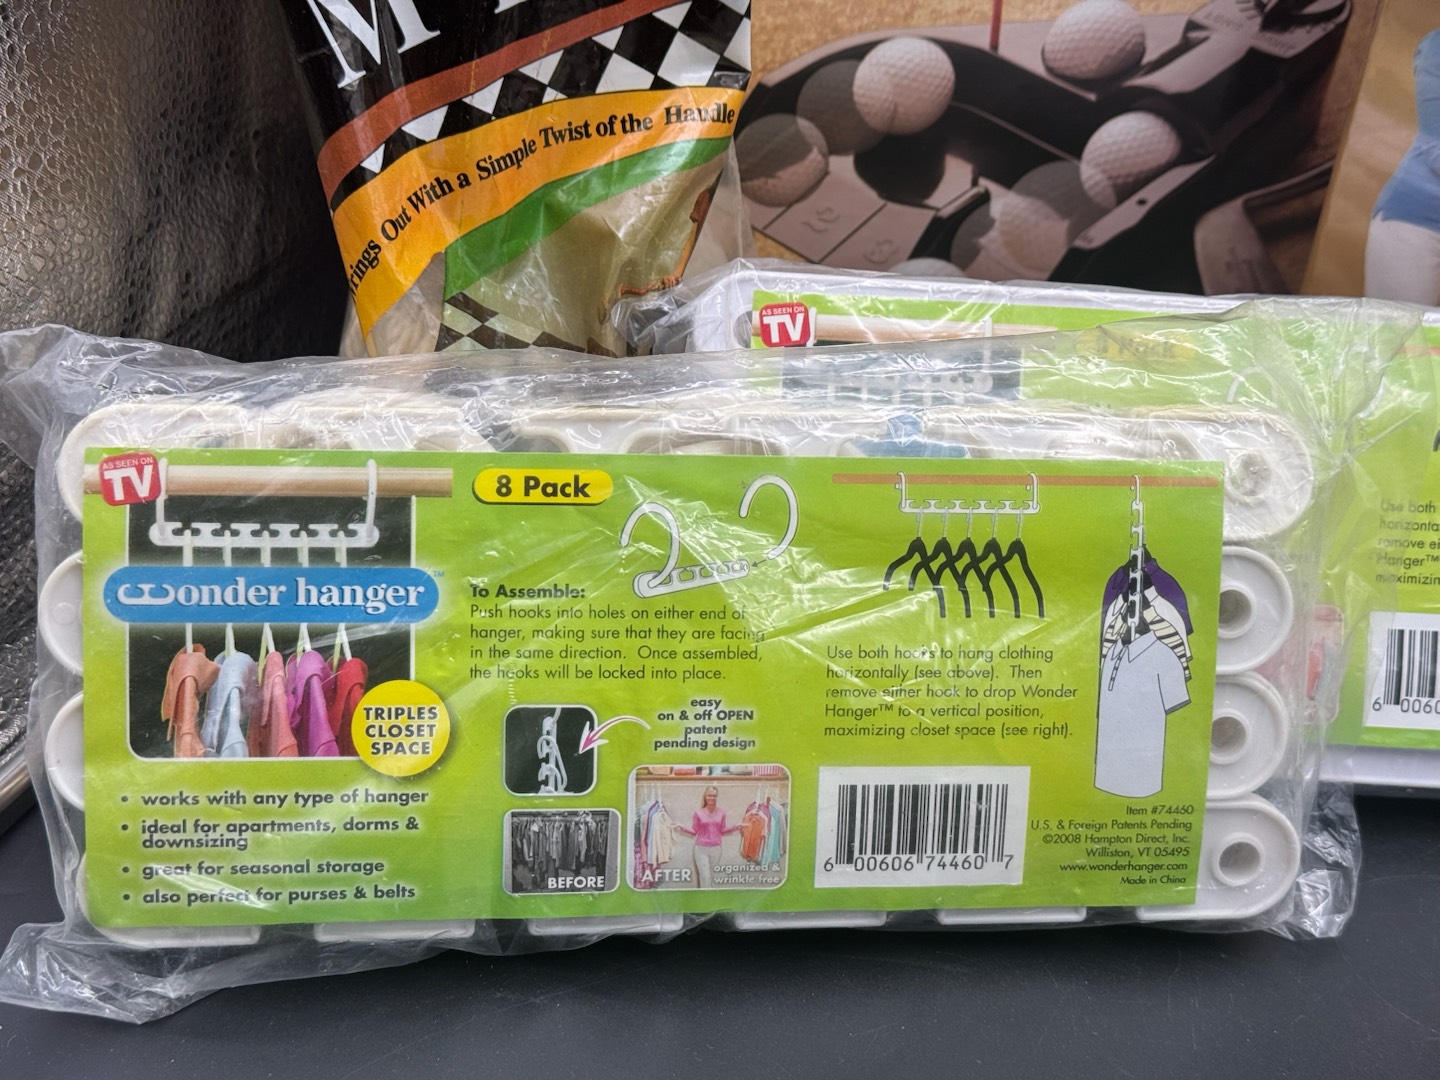 M
rings Out With a Simple Twist of the Handle
AS SEEN ON
TV
8 Pack
Use both
horizonta
remove ei
Hanger™
maximizin
6 0060
AS SEEN ON
TV
wonder hanger™
TRIPLES
CLOSET
SPACE
• works with any type of hanger
• ideal for apartments, dorms &
downsizing
• great for seasonal storage
• also perfect for purses & belts
8 Pack
To Assemble:
Push hooks into holes on either end of
hanger, making sure that they are facing
in the same direction. Once assembled,
the hooks will be locked into place.
easy
on & off OPEN
patent
pending design
BEFORE
AFTER
organized &
wrinkle free
Use both hooks to hang clothing
horizontally (see above). Then
remove either hook to drop Wonder
Hanger™ to a vertical position,
maximizing closet space (see right).
6 00606 74460 7
Item #74460
U.S. & Foreign Patents Pending
©2008 Hampton Direct, Inc.
Williston, VT 05495
www.wonderhanger.com
Made in China